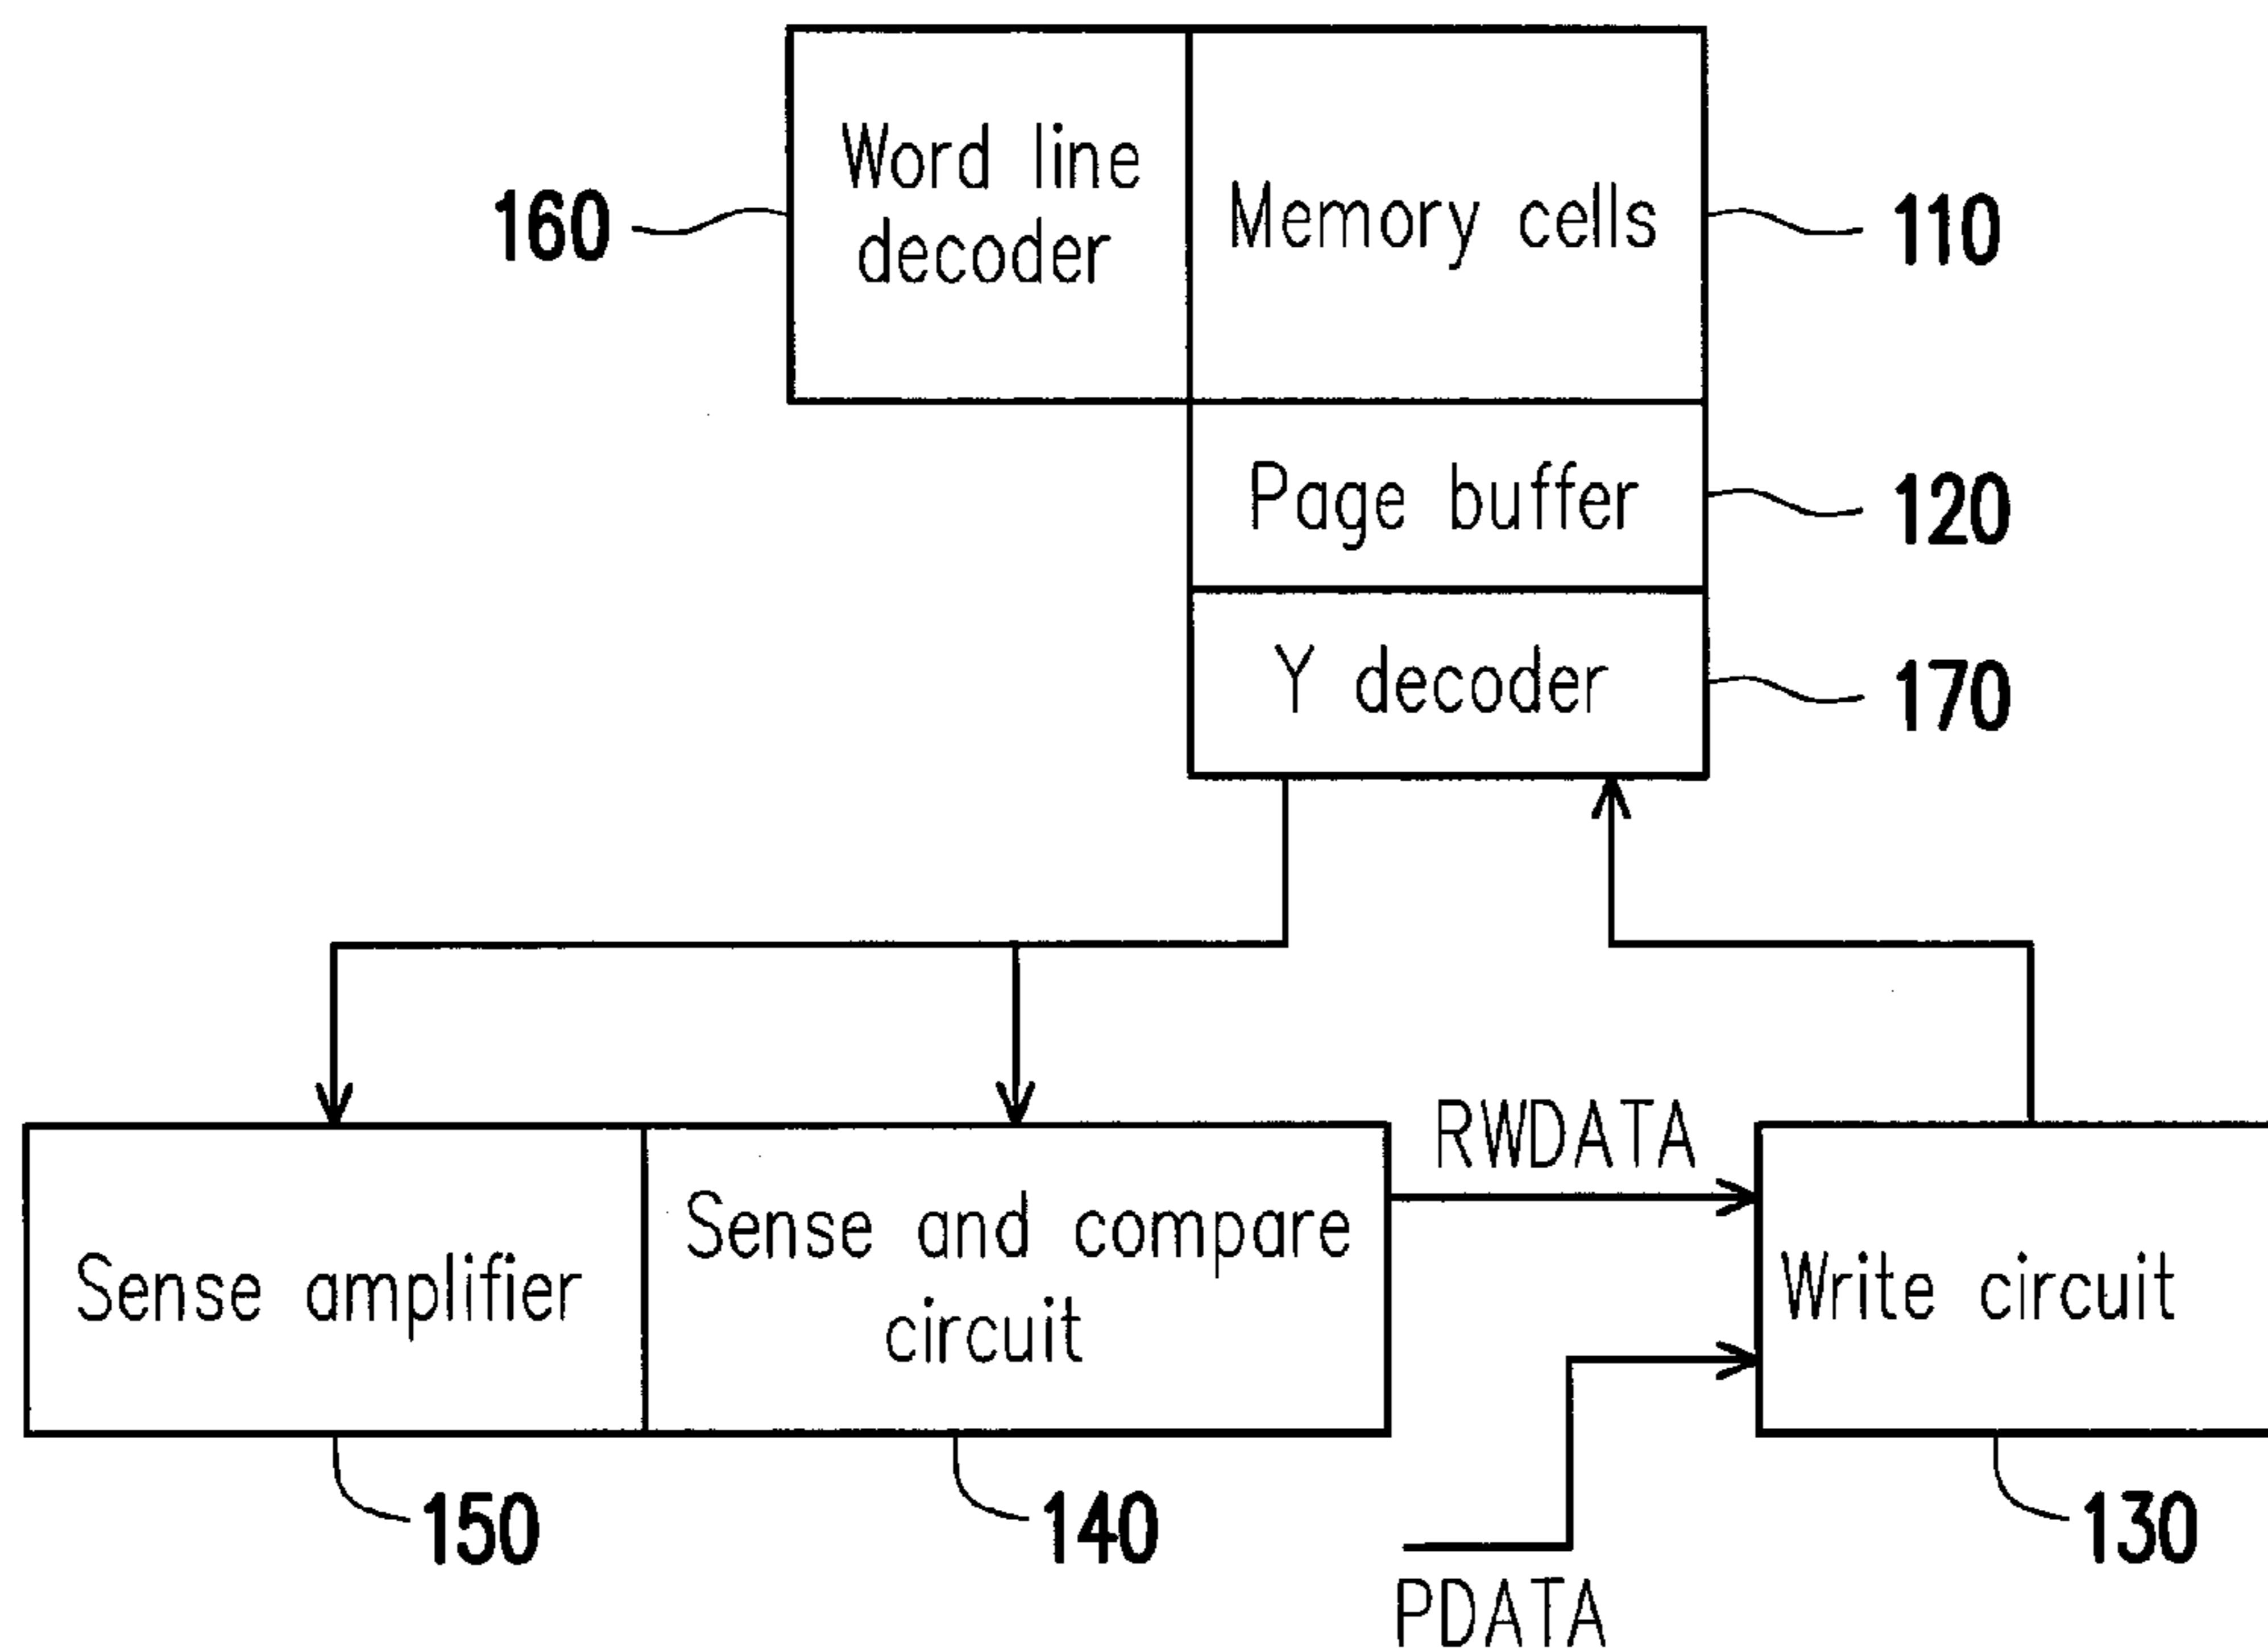 Word line
decoder
Memory cells
160
110
Page buffer
120
Y decoder
170
RWDATA
Sense amplifier
Sense and compare
circuit
Write circuit
150
140
130
PDATA